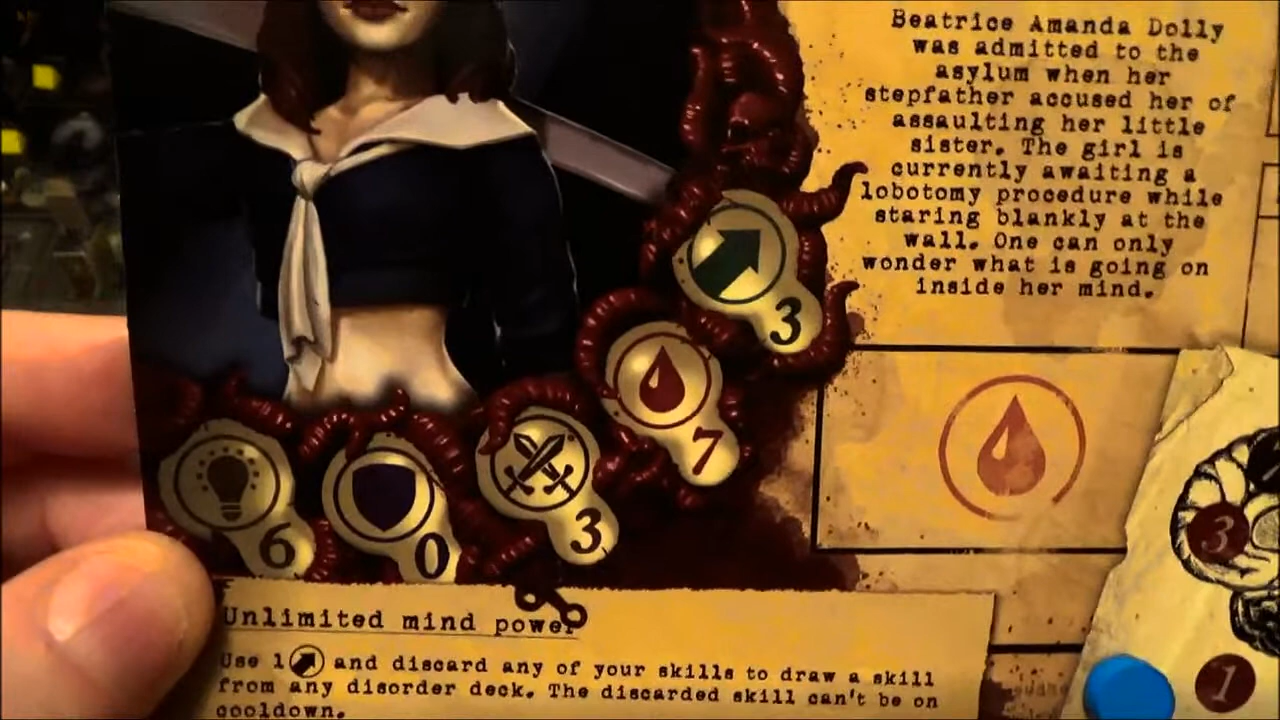 Beatrice Amanda Dolly
was admitted to the
asylum when her
stepfather accused her of
assaulting her little
sister. The girl is
currently awaiting a
lobotomy procedure while
staring blankly at the
wall. One can only
wonder what is going on
inside her mind.
3
7
3
0
6
3
1
Unlimited mind power
Use 1 and discard any of your skills to draw a skill
from any disorder deck. The discarded skill can't be on
cooldown.